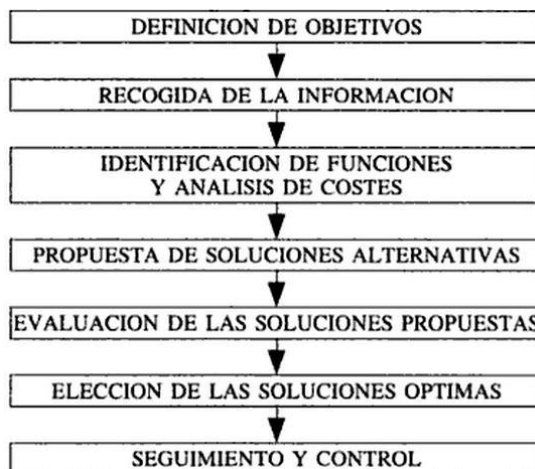 DEFINICION DE OBJETIVOS
RECOGIDA DE LA INFORMACION
IDENTIFICACION DE FUNCIONES
Y ANALISIS DE COSTES
PROPUESTA DE SOLUCIONES ALTERNATIVAS
EVALUACION DE LAS SOLUCIONES PROPUESTAS
ELECCION DE LAS SOLUCIONES OPTIMAS
SEGUIMIENTO Y CONTROL